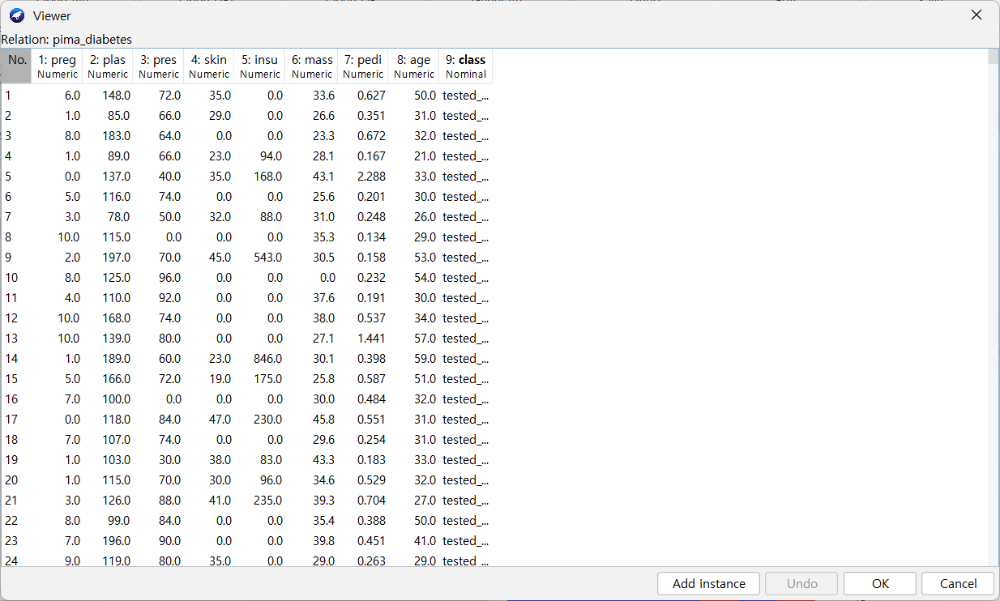 Viewer
Relation: pima_diabetes
No. 1: preg 2: plas 3: pres 4: skin 5: insu 6: mass 7: pedi 8: age 9: class
Numeric Numeric Numeric Numeric Numeric Numeric Numeric Numeric Nominal
1 6.0 148.0 72.0 35.0 0.0 33.6 0.627 50.0 tested_...
2 1.0 85.0 66.0 29.0 0.0 26.6 0.351 31.0 tested_...
3 8.0 183.0 64.0 0.0 0.0 23.3 0.672 32.0 tested_...
4 1.0 89.0 66.0 23.0 94.0 28.1 0.167 21.0 tested_...
5 0.0 137.0 40.0 35.0 168.0 43.1 2.288 33.0 tested_...
6 5.0 116.0 74.0 0.0 0.0 25.6 0.201 30.0 tested_...
7 3.0 78.0 50.0 32.0 88.0 31.0 0.248 26.0 tested_...
8 10.0 115.0 0.0 0.0 0.0 35.3 0.134 29.0 tested_...
9 2.0 197.0 70.0 45.0 543.0 30.5 0.158 53.0 tested_...
10 8.0 125.0 96.0 0.0 0.0 0.0 0.232 54.0 tested_...
11 4.0 110.0 92.0 0.0 0.0 37.6 0.191 30.0 tested_...
12 10.0 168.0 74.0 0.0 0.0 38.0 0.537 34.0 tested_...
13 10.0 139.0 80.0 0.0 0.0 27.1 1.441 57.0 tested_...
14 1.0 189.0 60.0 23.0 846.0 30.1 0.398 59.0 tested_...
15 5.0 166.0 72.0 19.0 175.0 25.8 0.587 51.0 tested_...
16 7.0 100.0 0.0 0.0 0.0 30.0 0.484 32.0 tested_...
17 0.0 118.0 84.0 47.0 230.0 45.8 0.551 31.0 tested_...
18 7.0 107.0 74.0 0.0 0.0 29.6 0.254 31.0 tested_...
19 1.0 103.0 30.0 38.0 83.0 43.3 0.183 33.0 tested_...
20 1.0 115.0 70.0 30.0 96.0 34.6 0.529 32.0 tested_...
21 3.0 126.0 88.0 41.0 235.0 39.3 0.704 27.0 tested_...
22 8.0 99.0 84.0 0.0 0.0 35.4 0.388 50.0 tested_...
23 7.0 196.0 90.0 0.0 0.0 39.8 0.451 41.0 tested_...
24 9.0 119.0 80.0 35.0 0.0 29.0 0.263 29.0 tested_...
Add instance Undo OK Cancel